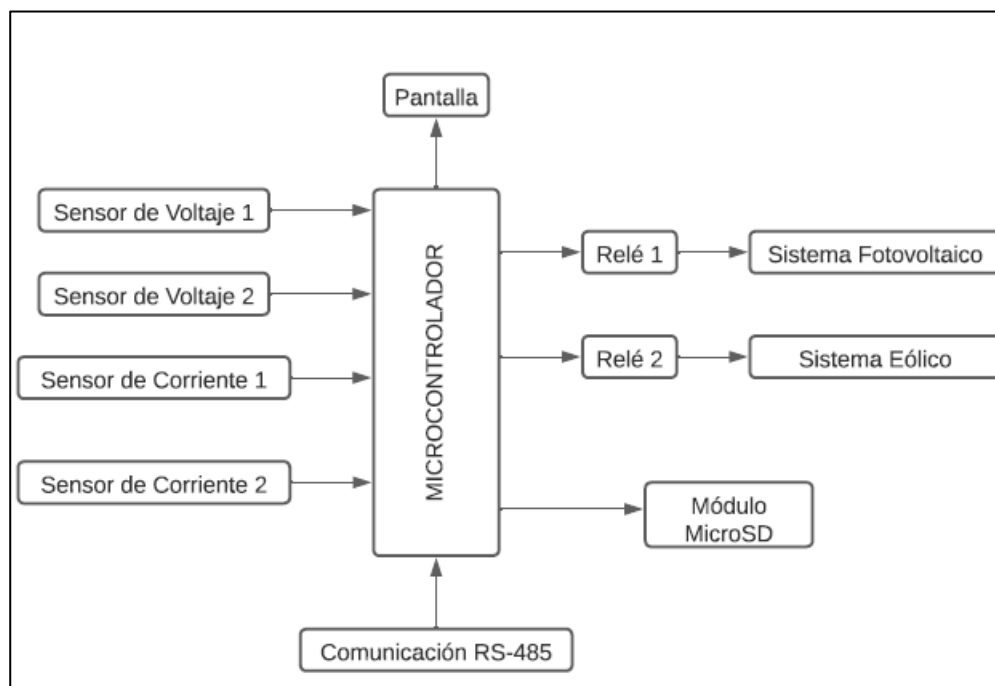 Pantalla
Sensor de Voltaje 1
Sensor de Voltaje 2
Sensor de Corriente 1
Sensor de Corriente 2
MICROCONTROLADOR
Relé 1
Sistema Fotovoltaico
Relé 2
Sistema Eólico
Módulo
MicroSD
Comunicación RS-485